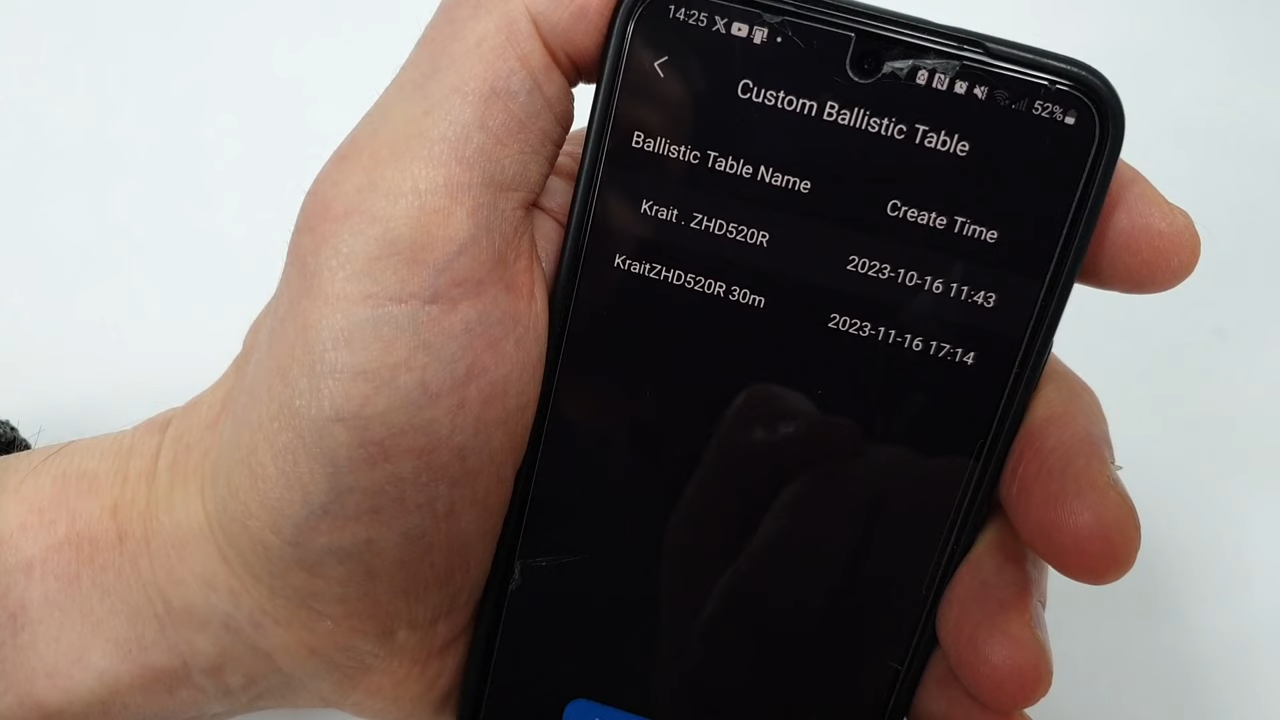 14:25
52%
Custom Ballistic Table
Ballistic Table Name
Create Time
Krait . ZHD520R
2023-10-16 11:43
KraitZHD520R 30m
2023-11-16 17:14